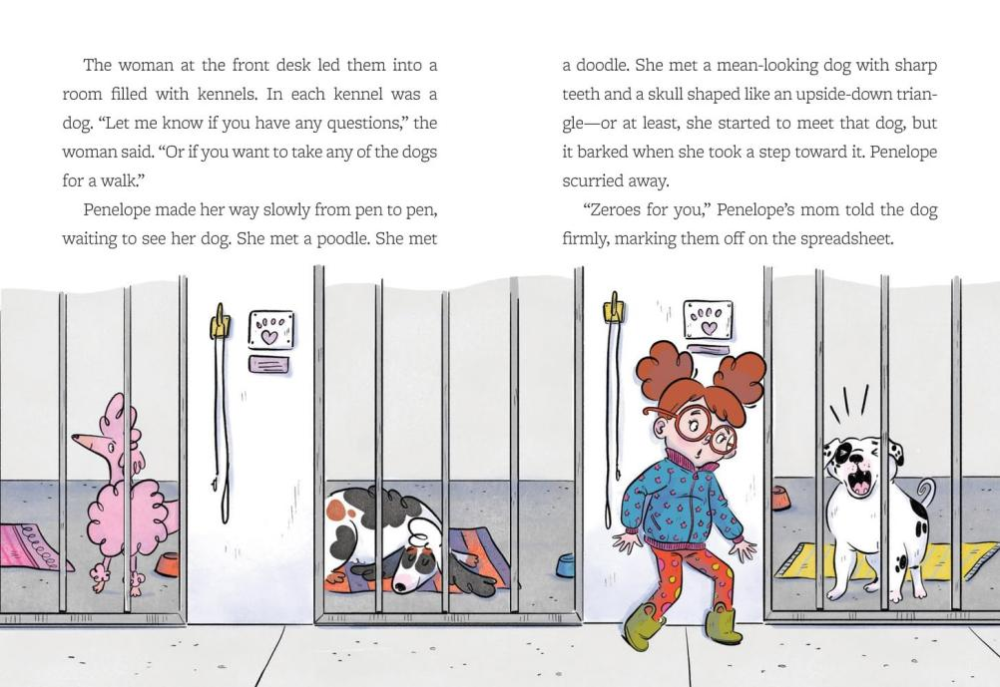 The woman at the front desk led them into a
room filled with kennels. In each kennel was a
dog. “Let me know if you have any questions,” the
woman said. “Or if you want to take any of the dogs
for a walk.”
Penelope made her way slowly from pen to pen,
waiting to see her dog. She met a poodle. She met
a doodle. She met a mean-looking dog with sharp
teeth and a skull shaped like an upside-down trian-
gle—or at least, she started to meet that dog, but
it barked when she took a step toward it. Penelope
scurried away.
“Zeroes for you,” Penelope’s mom told the dog
firmly, marking them off on the spreadsheet.